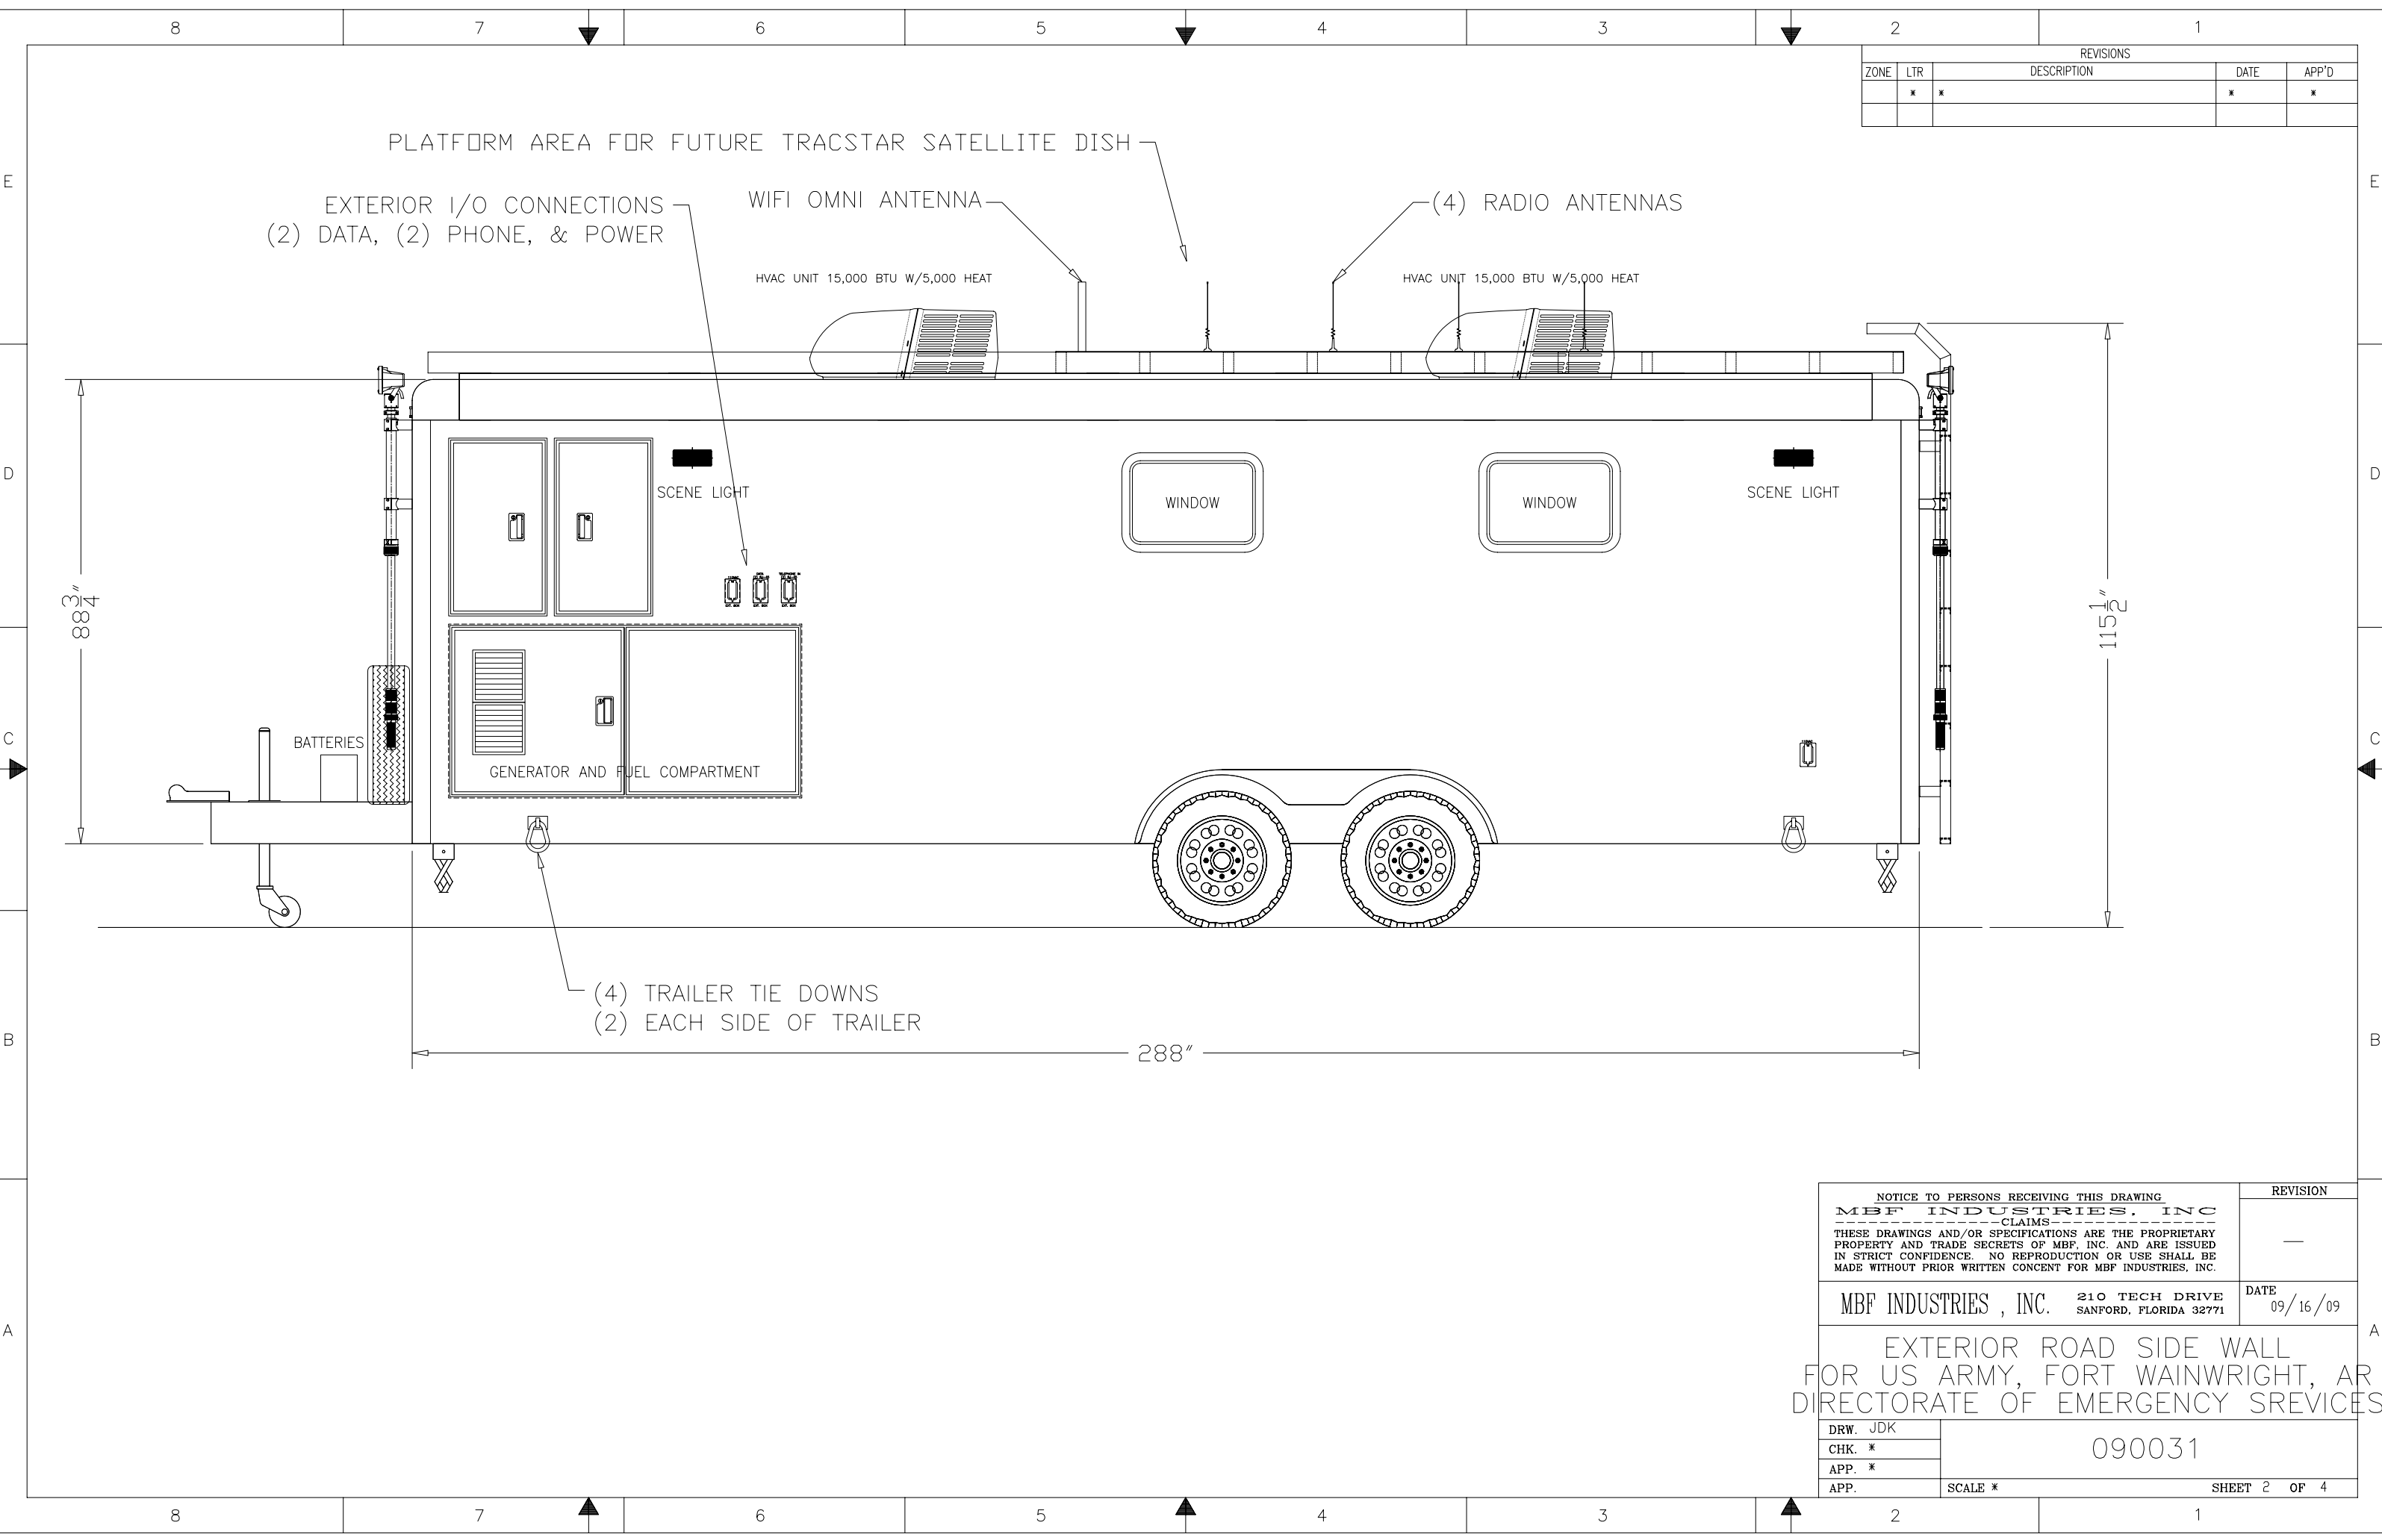 8 7 6 5 4 3 2 1
REVISIONS
ZONE LTR DESCRIPTION DATE APP'D
* * * *
PLATFORM AREA FOR FUTURE TRACSTAR SATELLITE DISH
E E
EXTERIOR I/O CONNECTIONS
(2) DATA, (2) PHONE, & POWER
WIFI OMNI ANTENNA
(4) RADIO ANTENNAS
HVAC UNIT 15,000 BTU W/5,000 HEAT
HVAC UNIT 15,000 BTU W/5,000 HEAT
D D
SCENE LIGHT
WINDOW
WINDOW
SCENE LIGHT
88 3/4"
115 1/2"
C C
BATTERIES
GENERATOR AND FUEL COMPARTMENT
(4) TRAILER TIE DOWNS
(2) EACH SIDE OF TRAILER
B B
288"
NOTICE TO PERSONS RECEIVING THIS DRAWING
MBF INDUSTRIES, INC
CLAIMS
THESE DRAWINGS AND/OR SPECIFICATIONS ARE THE PROPRIETARY
PROPERTY AND TRADE SECRETS OF MBF, INC. AND ARE ISSUED
IN STRICT CONFIDENCE. NO REPRODUCTION OR USE SHALL BE
MADE WITHOUT PRIOR WRITTEN CONCENT FOR MBF INDUSTRIES, INC.
REVISION
—
MBF INDUSTRIES , INC.
210 TECH DRIVE
SANFORD, FLORIDA 32771
DATE
09/16/09
A A
EXTERIOR ROAD SIDE WALL
FOR US ARMY, FORT WAINWRIGHT, AR
DIRECTORATE OF EMERGENCY SREVICES
DRW. JDK
CHK. *
APP. *
APP.
090031
SCALE *
SHEET 2 OF 4
8 7 6 5 4 3 2 1